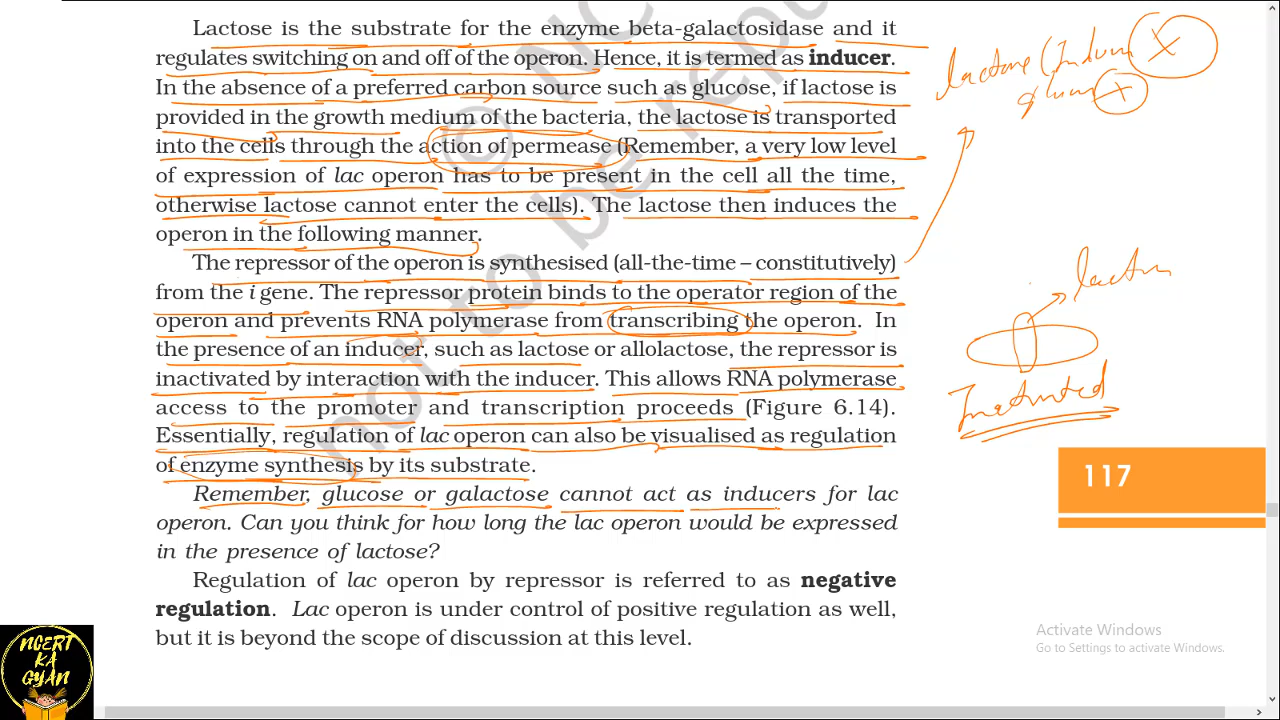 Lactose is the substrate for the enzyme beta-galactosidase and it
regulates switching on and off of the operon. Hence, it is termed as inducer.
In the absence of a preferred carbon source such as glucose, if lactose is
provided in the growth medium of the bacteria, the lactose is transported
into the cells through the action of permease (Remember, a very low level
of expression of lac operon has to be present in the cell all the time,
otherwise lactose cannot enter the cells). The lactose then induces the
operon in the following manner.
The repressor of the operon is synthesised (all-the-time – constitutively)
from the i gene. The repressor protein binds to the operator region of the
operon and prevents RNA polymerase from transcribing the operon. In
the presence of an inducer, such as lactose or allolactose, the repressor is
inactivated by interaction with the inducer. This allows RNA polymerase
access to the promoter and transcription proceeds (Figure 6.14).
Essentially, regulation of lac operon can also be visualised as regulation
of enzyme synthesis by its substrate.
Remember, glucose or galactose cannot act as inducers for lac
operon. Can you think for how long the lac operon would be expressed
in the presence of lactose?
Regulation of lac operon by repressor is referred to as negative
regulation. Lac operon is under control of positive regulation as well,
but it is beyond the scope of discussion at this level.
lactose
117
not to be
©
Activate Windows
Go to Settings to activate Windows.
NCERT
KA
GYAN